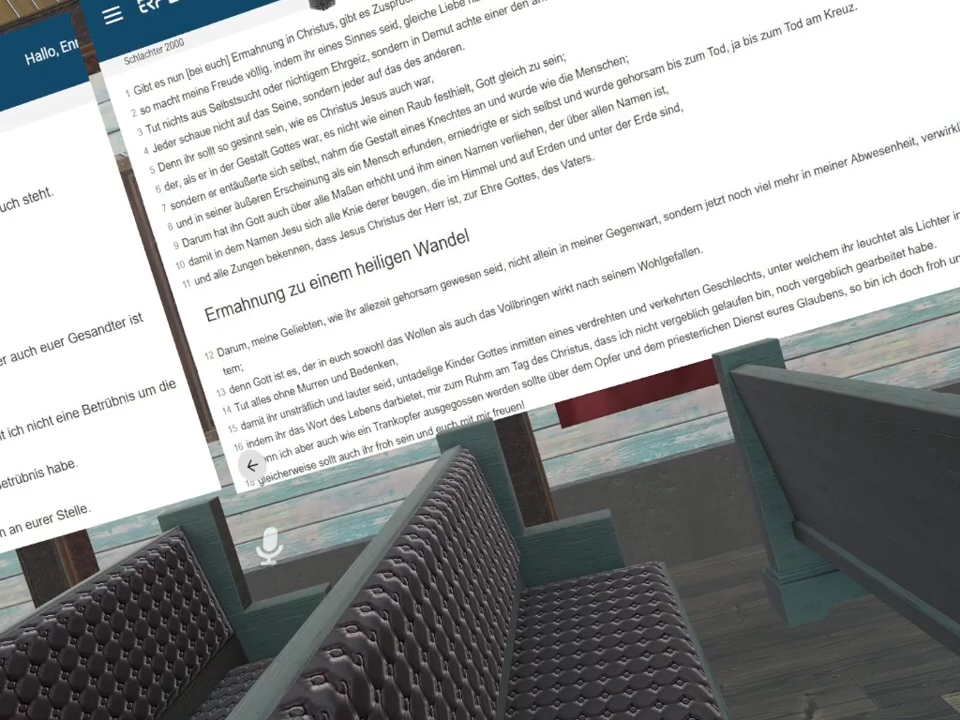 Hallo,
Schlachter 2000
1 Gibt es nun [bei euch] Ermahnung in Christus, gibt es
2 so macht meine Freude völlig, indem ihr eines Sinnes seid, gleiche Liebe
3 Tut nichts aus Selbstsucht oder nichtigem Ehrgeiz, sondern in Demut achte einer den
4 Jeder schaue nicht auf das Seine, sondern jeder auf das des anderen.
5 Denn ihr sollt so gesinnt sein, wie es Christus Jesus auch war,
6 der, als er in der Gestalt Gottes war, es nicht wie einen Raub festhielt, Gott gleich zu sein;
7 sondern er entäußerte sich selbst, nahm die Gestalt eines Knechtes an und wurde wie die Menschen;
8 und in seiner äußeren Erscheinung als ein Mensch erfunden, erniedrigte er sich selbst und wurde gehorsam bis zum Tod, ja bis zum Tod am Kreuz.
9 Darum hat ihn Gott auch über alle Maßen erhöht und ihm einen Namen verliehen, der über allen Namen ist,
10 damit in dem Namen Jesu sich alle Knie derer beugen, die im Himmel und auf Erden und unter der Erde sind,
11 und alle Zungen bekennen, dass Jesus Christus der Herr ist, zur Ehre Gottes, des Vaters.
Ermahnung zu einem heiligen Wandel
12 Darum, meine Geliebten, wie ihr allezeit gehorsam gewesen seid, nicht allein in meiner Gegenwart, sondern jetzt noch viel mehr in meiner Abwesenheit,
tern;
13 denn Gott ist es, der in euch sowohl das Wollen als auch das Vollbringen wirkt nach seinem Wohlgefallen.
14 Tut alles ohne Murren und Bedenken,
15 damit ihr unsträflich und lauter seid, untadelige Kinder Gottes inmitten eines verdrehten und verkehrten Geschlechts, unter welchem ihr leuchtet als Lichter
16 indem ihr das Wort des Lebens darbietet, mir zum Ruhm am Tag des Christus, dass ich nicht vergeblich gelaufen bin, noch vergeblich gearbeitet habe.
ich aber auch wie ein Trankopfer ausgegossen werden sollte über dem Opfer und dem priesterlichen Dienst eures Glaubens, so bin ich doch froh
18 gleicherweise sollt auch ihr froh sein und euch mit mir freuen!
uch steht.
er auch euer Gesandter ist
ich nicht eine Betrübnis um die
etrübnis habe.
n an eurer Stelle.